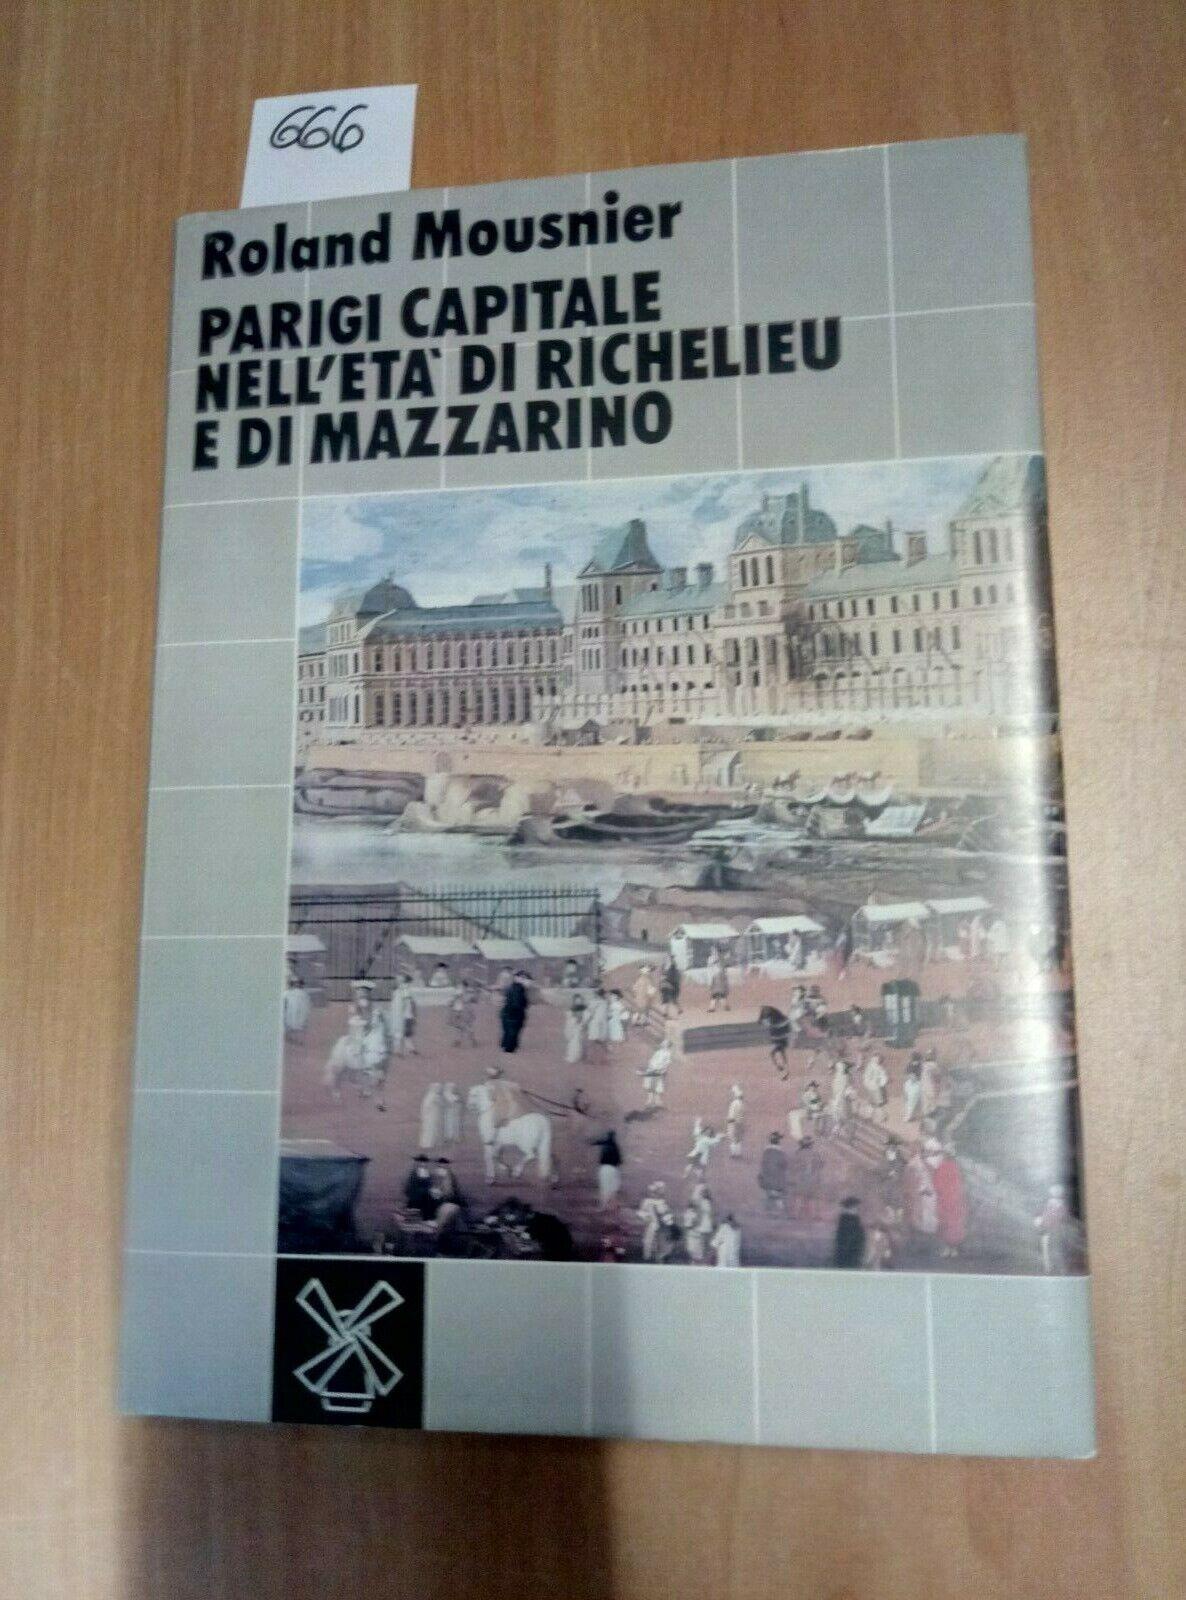 666
Roland Mousnier
PARIGI CAPITALE
NELL'ETA' DI RICHELIEU
E DI MAZZARINO